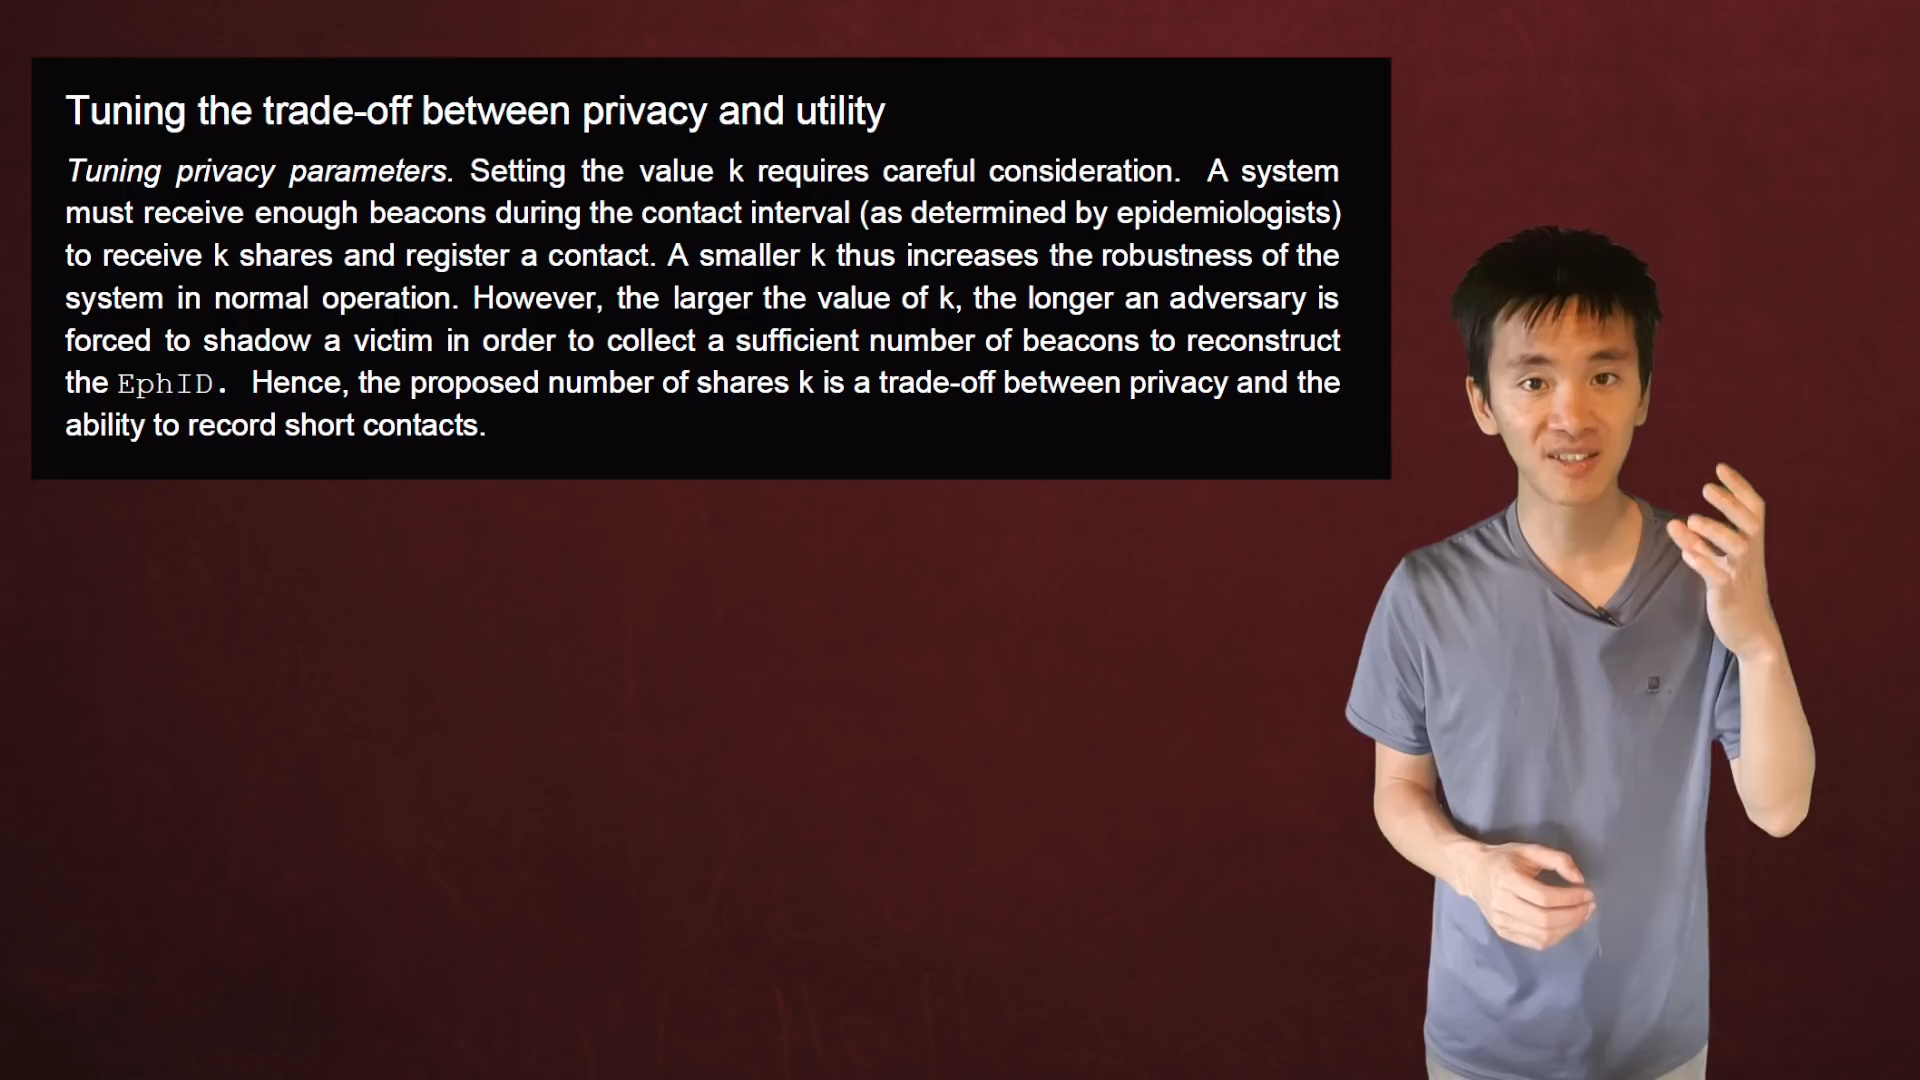 Tuning the trade-off between privacy and utility
Tuning privacy parameters. Setting the value k requires careful consideration. A system
must receive enough beacons during the contact interval (as determined by epidemiologists)
to receive k shares and register a contact. A smaller k thus increases the robustness of the
system in normal operation. However, the larger the value of k, the longer an adversary is
forced to shadow a victim in order to collect a sufficient number of beacons to reconstruct
the EphID. Hence, the proposed number of shares k is a trade-off between privacy and the
ability to record short contacts.